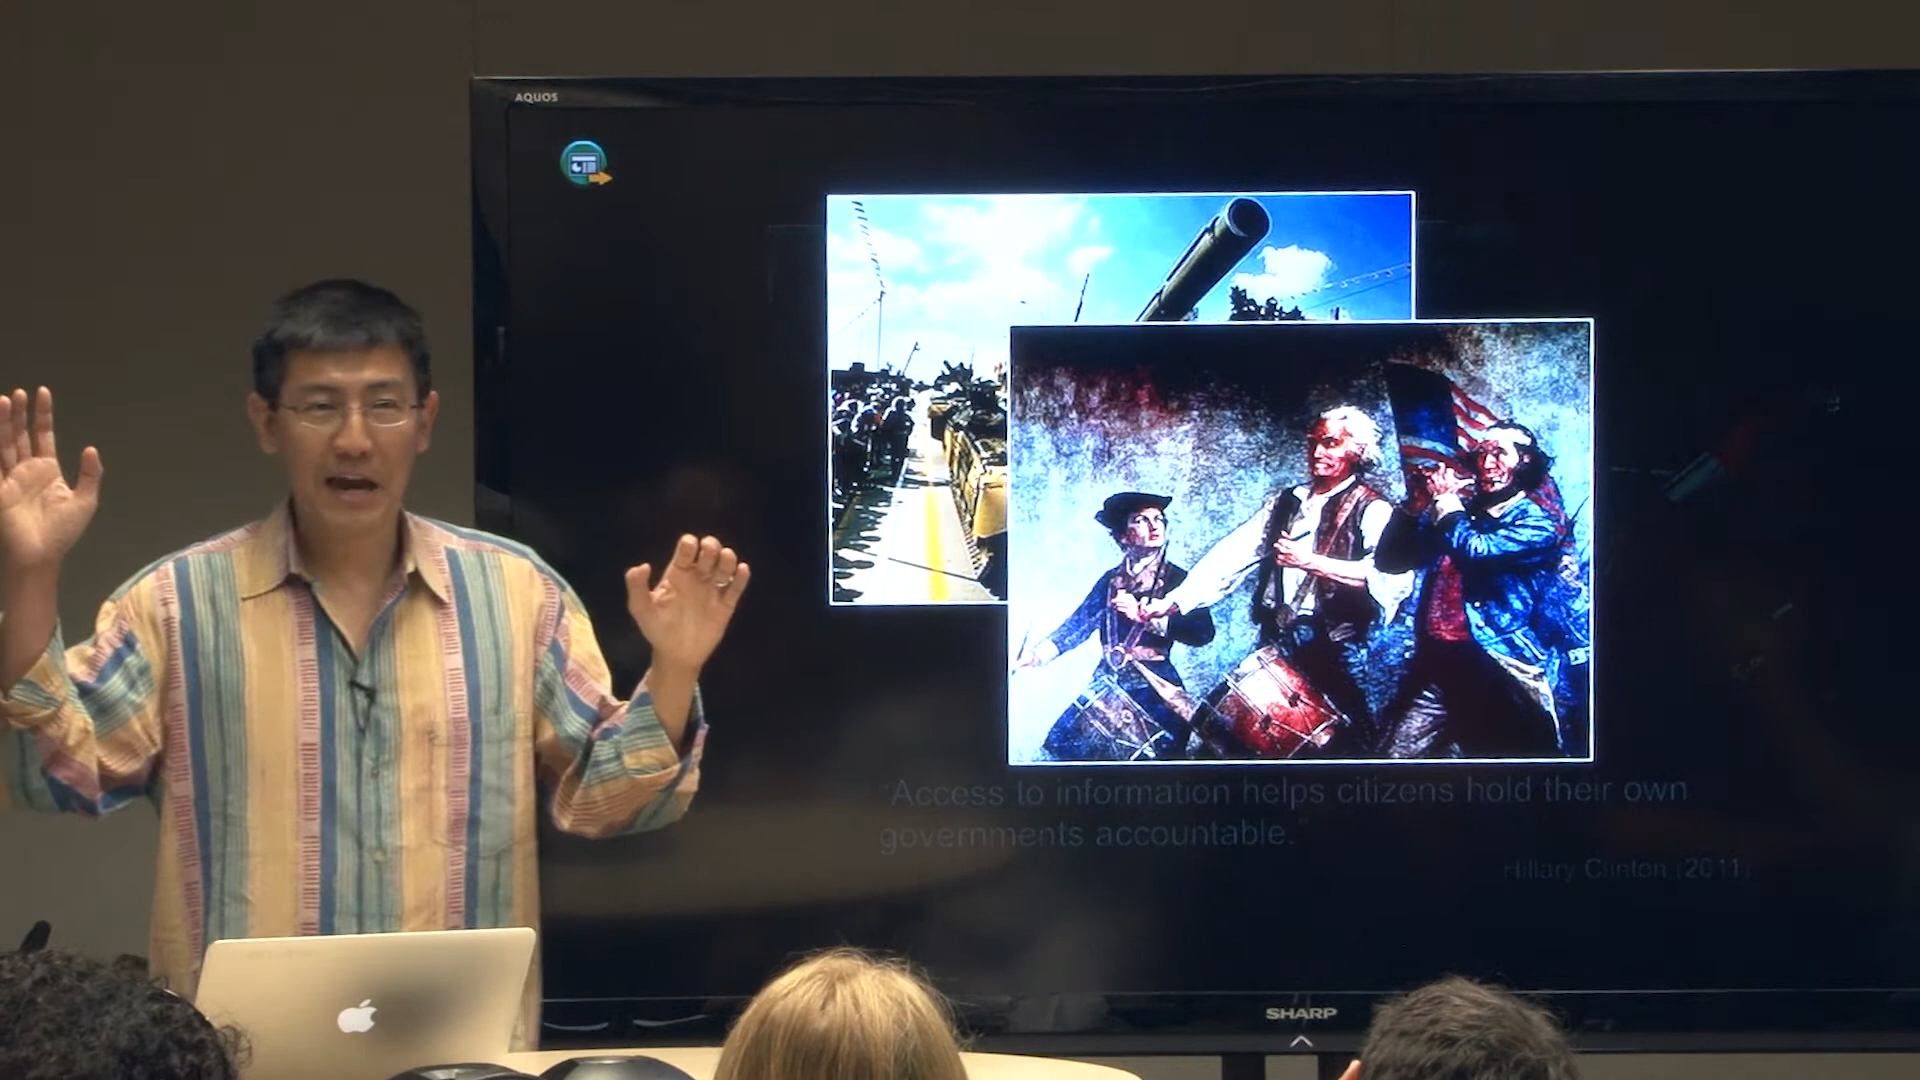 AQUOS
"Access to information helps citizens hold their own
governments accountable."
Hillary Clinton (2011)
SHARP